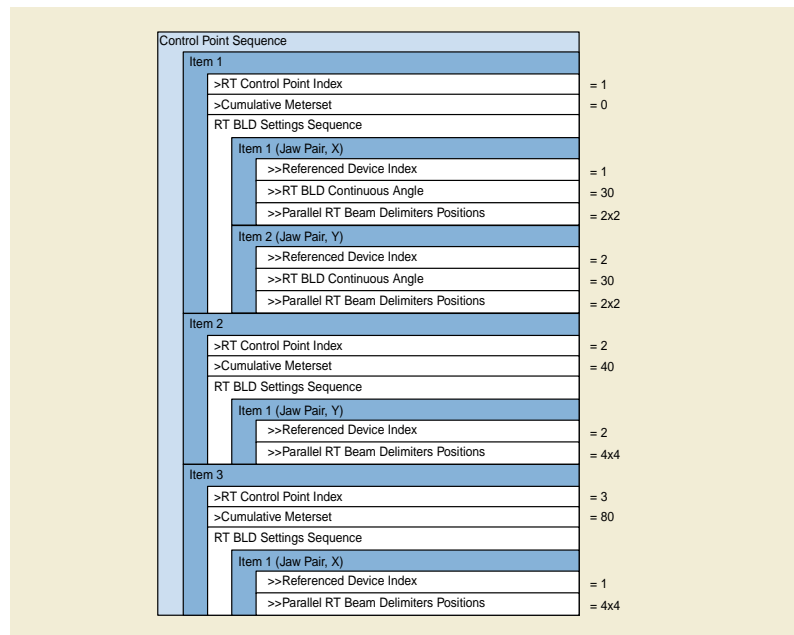 Control Point Sequence
Item 1
>RT Control Point Index = 1
>Cumulative Meterset = 0
RT BLD Settings Sequence
Item 1 (Jaw Pair, X)
>>Referenced Device Index = 1
>>RT BLD Continuous Angle = 30
>>Parallel RT Beam Delimiters Positions = 2x2
Item 2 (Jaw Pair, Y)
>>Referenced Device Index = 2
>>RT BLD Continuous Angle = 30
>>Parallel RT Beam Delimiters Positions = 2x2
Item 2
>RT Control Point Index = 2
>Cumulative Meterset = 40
RT BLD Settings Sequence
Item 1 (Jaw Pair, Y)
>>Referenced Device Index = 2
>>Parallel RT Beam Delimiters Positions = 4x4
Item 3
>RT Control Point Index = 3
>Cumulative Meterset = 80
RT BLD Settings Sequence
Item 1 (Jaw Pair, X)
>>Referenced Device Index = 1
>>Parallel RT Beam Delimiters Positions = 4x4